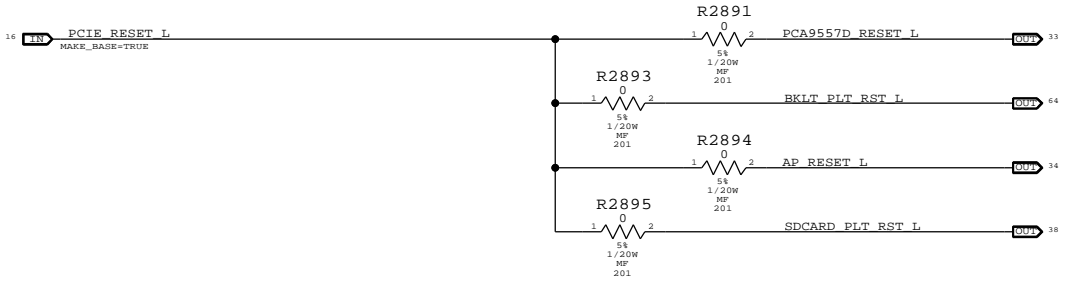 R2891
0
16 IN PCIE_RESET_L 1 2 PCA9557D_RESET_L OUT 33
MAKE_BASE=TRUE
5%
1/20W
MF
201
R2893
0
1 2 BKLT_PLT_RST_L OUT 64
5%
1/20W
MF
201
R2894
0
1 2 AP_RESET_L OUT 34
5%
1/20W
MF
201
R2895
0
1 2 SDCARD_PLT_RST_L OUT 38
5%
1/20W
MF
201